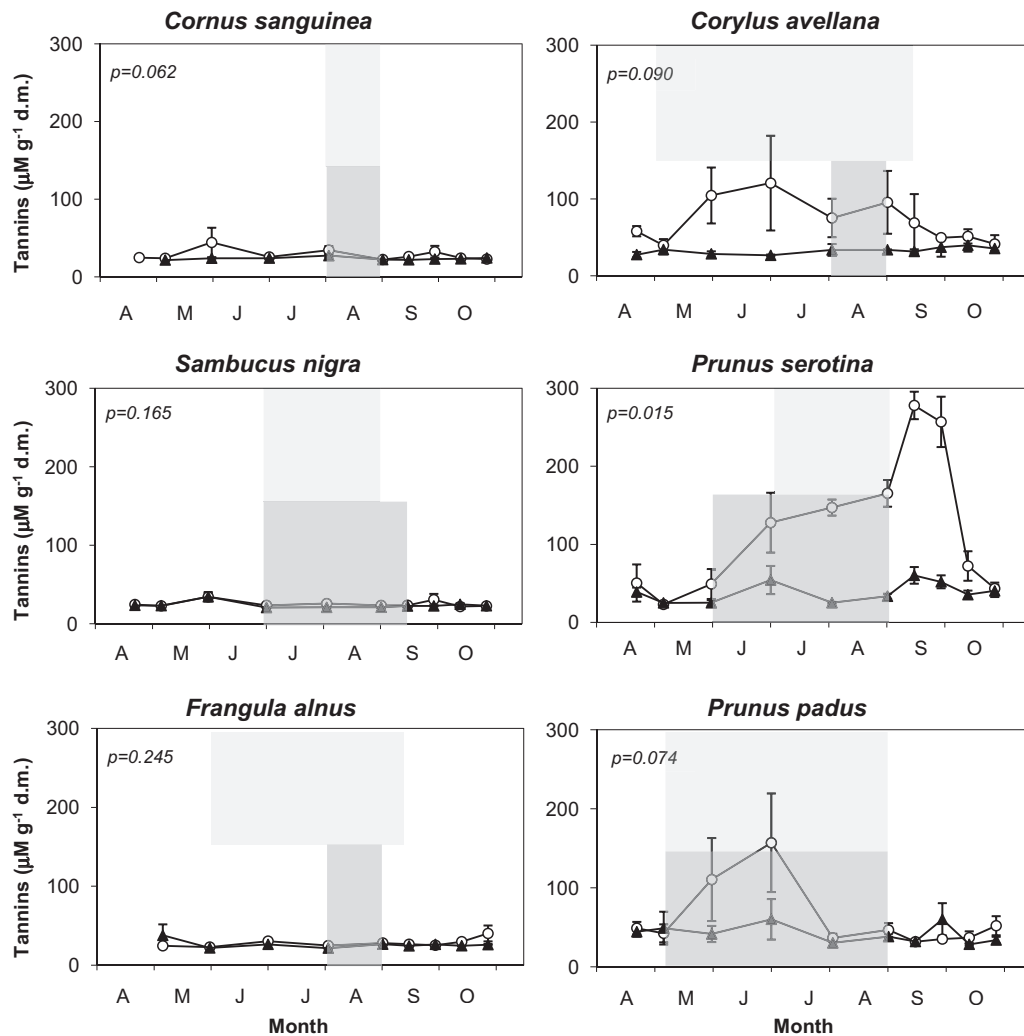 Cornus sanguinea
Tannins (µM g-1 d.m.)
300
200
100
0
p=0.062
A M J J A S O
Corylus avellana
300
200
100
0
p=0.090
A M J J A S O
Sambucus nigra
Tannins (µM g-1 d.m.)
300
200
100
0
p=0.165
A M J J A S O
Prunus serotina
300
200
100
0
p=0.015
A M J J A S O
Frangula alnus
Tannins (µM g-1 d.m.)
300
200
100
0
p=0.245
A M J J A S O
Month
Prunus padus
300
200
100
0
p=0.074
A M J J A S O
Month